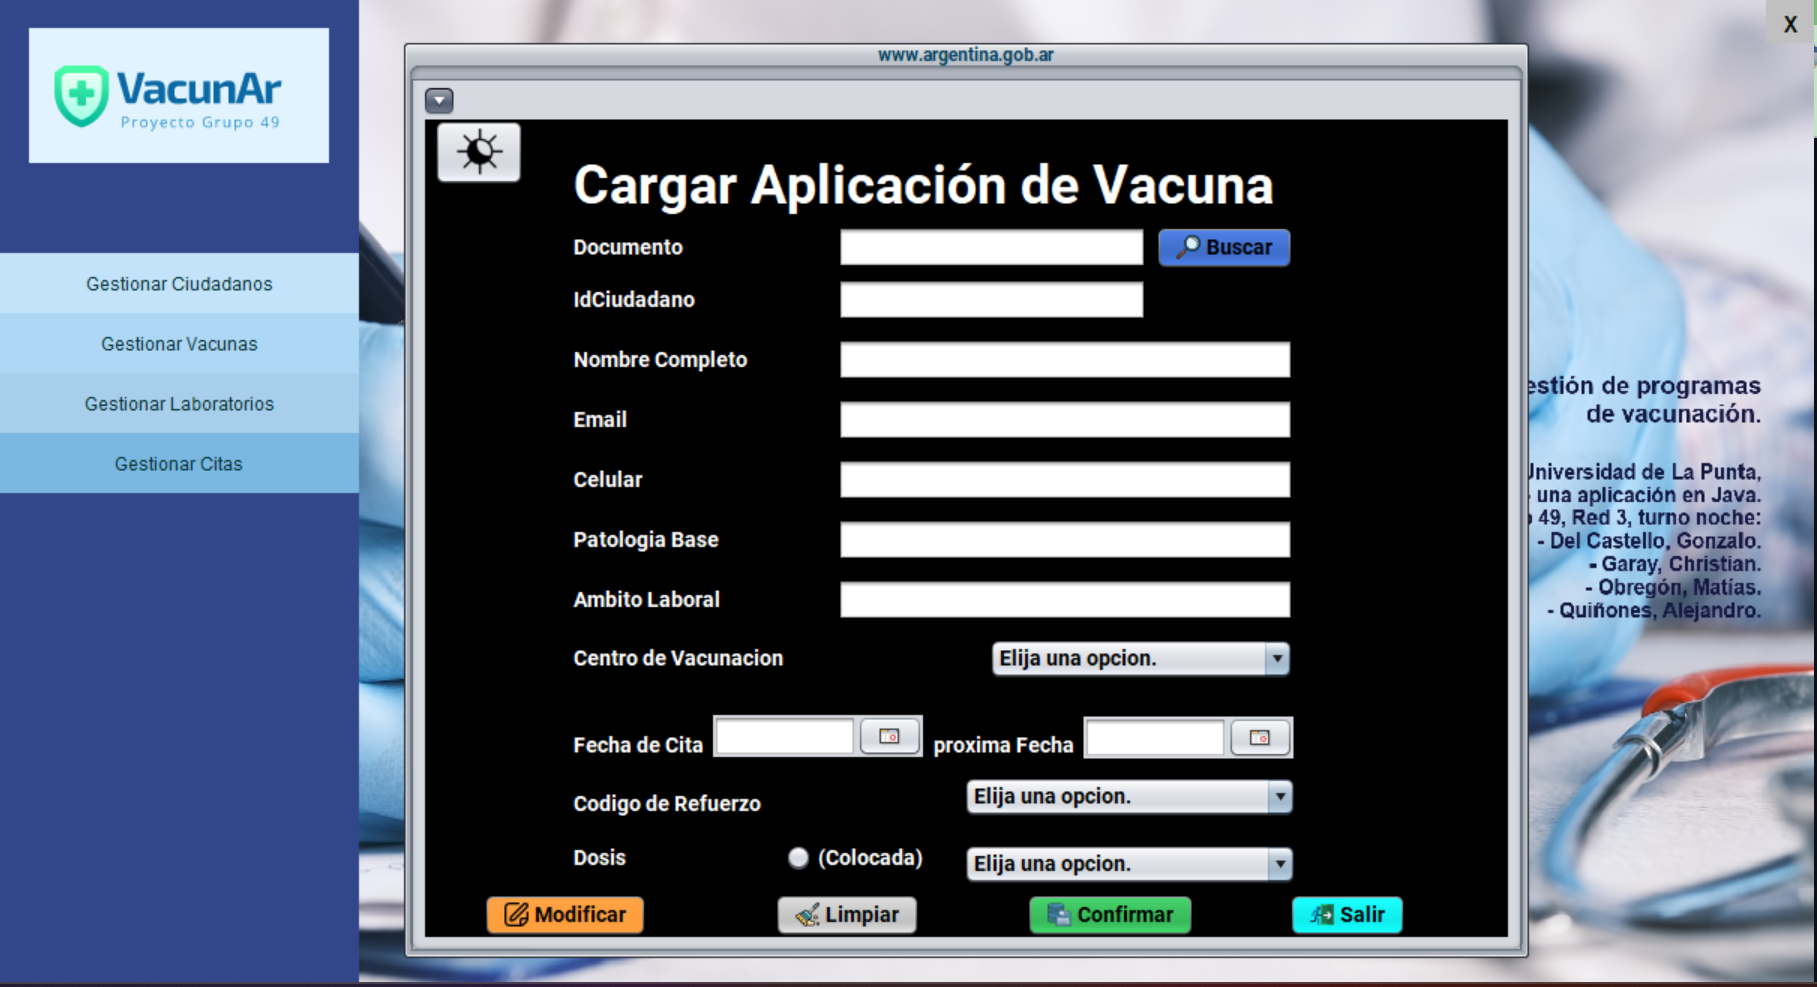 X
www.argentina.gob.ar
VacunAr
Proyecto Grupo 49
Gestionar Ciudadanos
Gestionar Vacunas
Gestionar Laboratorios
Gestionar Citas
Cargar Aplicación de Vacuna
Documento
Buscar
IdCiudadano
Nombre Completo
Email
Celular
Patologia Base
Ambito Laboral
Centro de Vacunacion Elija una opcion.
Fecha de Cita proxima Fecha
Codigo de Refuerzo Elija una opcion.
Dosis (Colocada) Elija una opcion.
Modificar Limpiar Confirmar Salir
de programas
de vacunación.
de La Punta,
una aplicación en Java.
49, Red 3, turno noche:
- Del Castello, Gonzalo.
- Garay, Christian.
- Obregón, Matías.
- Quiñones, Alejandro.